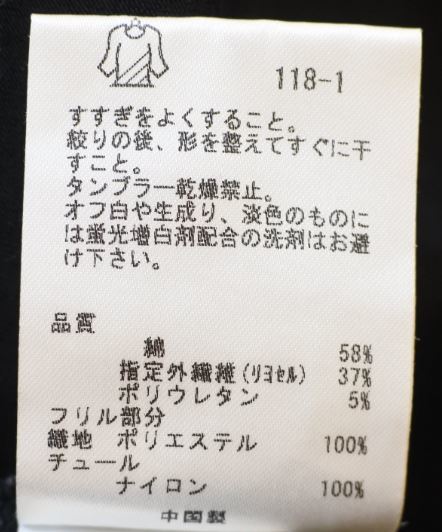 118-1
すすぎをよくすること。
絞りの後、形を整えてすぐに干
すこと。
タンブラー乾燥禁止。
オフ白や生成り、淡色のものに
は蛍光増白剤配合の洗剤はお避
け下さい。
品質
綿 58%
指定外繊維(リヨセル) 37%
ポリウレタン 5%
フリル部分
織地 ポリエステル 100%
チュール
ナイロン 100%
中国製